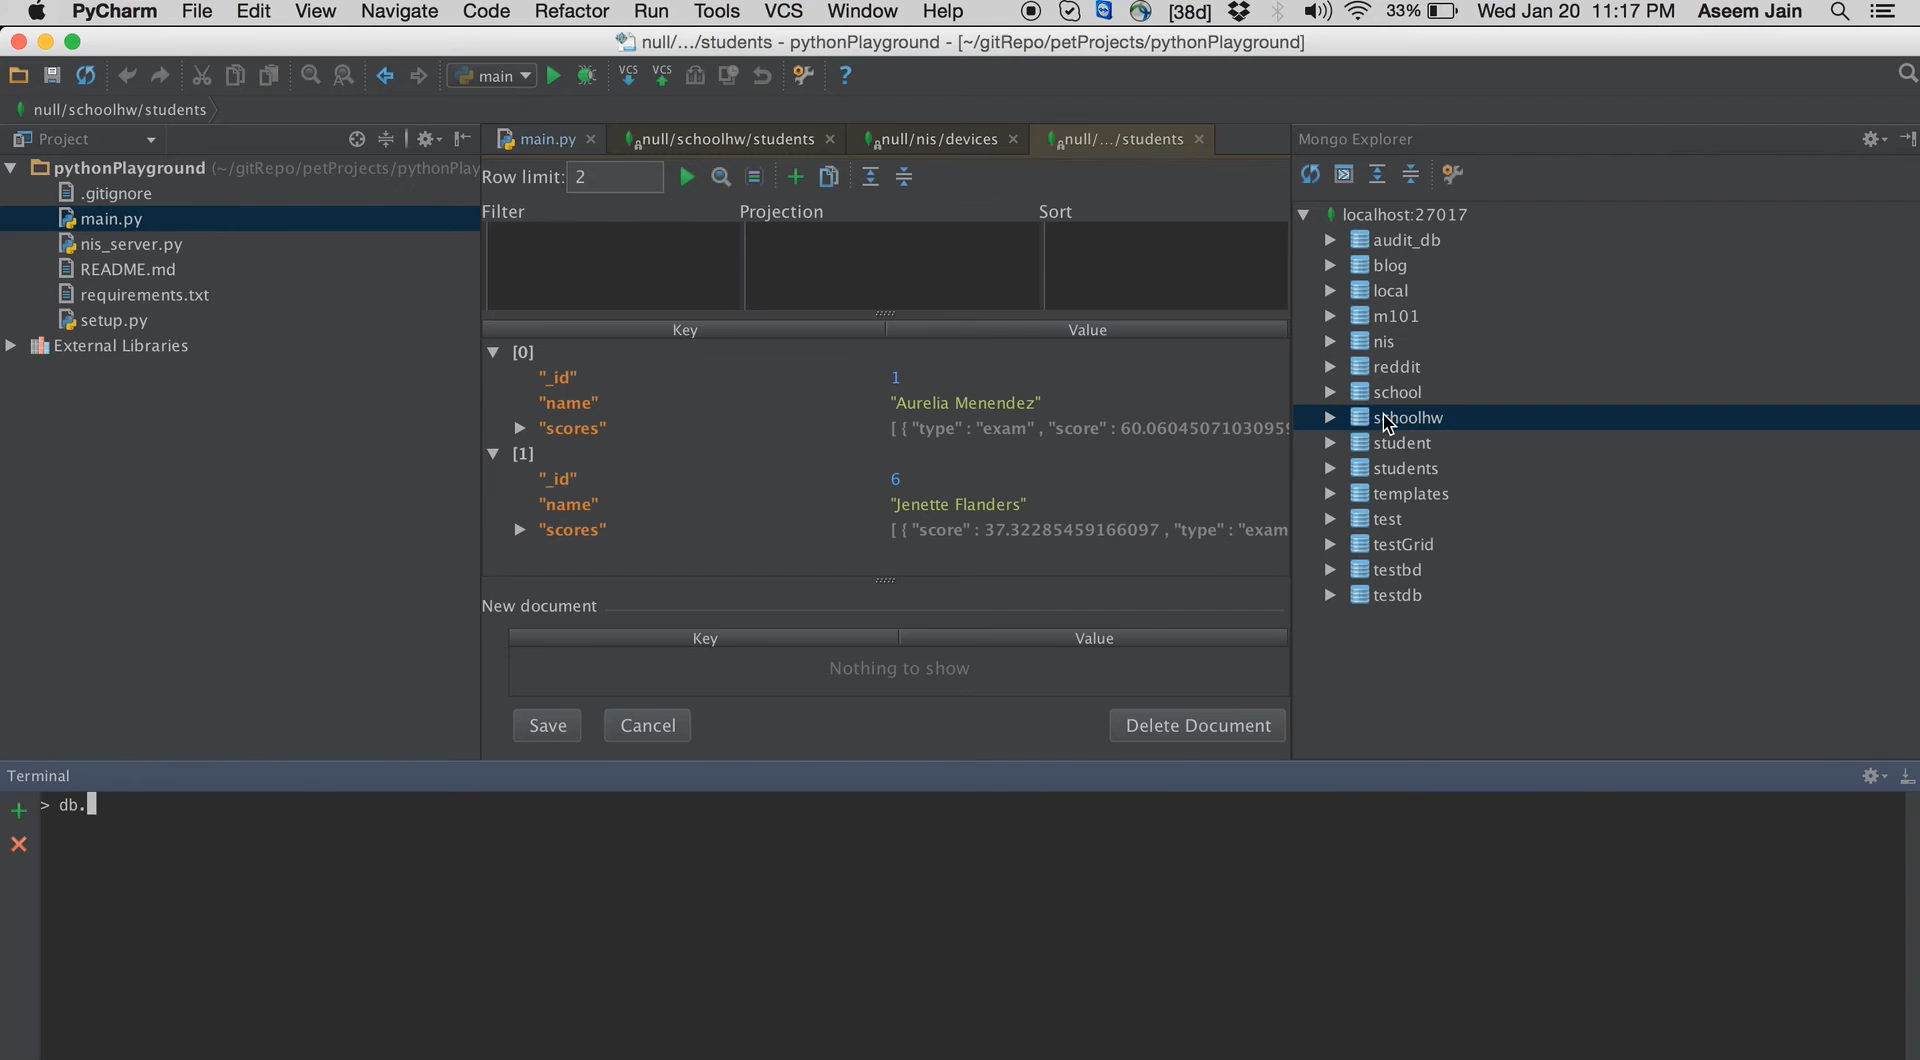 PyCharm File Edit View Navigate Code Refactor Run Tools VCS Window Help [38d] 33% Wed Jan 20 11:17 PM Aseem Jain
null/.../students - pythonPlayground - [~/gitRepo/petProjects/pythonPlayground]
main VCS VCS ?
null/schoolhw/students
Project
pythonPlayground (~/gitRepo/petProjects/pythonPlay
.gitignore
main.py
nis_server.py
README.md
requirements.txt
setup.py
External Libraries
main.py null/schoolhw/students null/nis/devices null/.../students
Row limit: 2
Filter Projection Sort
Key Value
[0]
"_id" 1
"name" "Aurelia Menendez"
"scores" [ { "type" : "exam" , "score" : 60.06045071030959
[1]
"_id" 6
"name" "Jenette Flanders"
"scores" [ { "score" : 37.32285459166097 , "type" : "exam
New document
Key Value
Nothing to show
Save Cancel Delete Document
Mongo Explorer
localhost:27017
audit_db
blog
local
m101
nis
reddit
school
schoolhw
student
students
templates
test
testGrid
testbd
testdb
Terminal
> db.